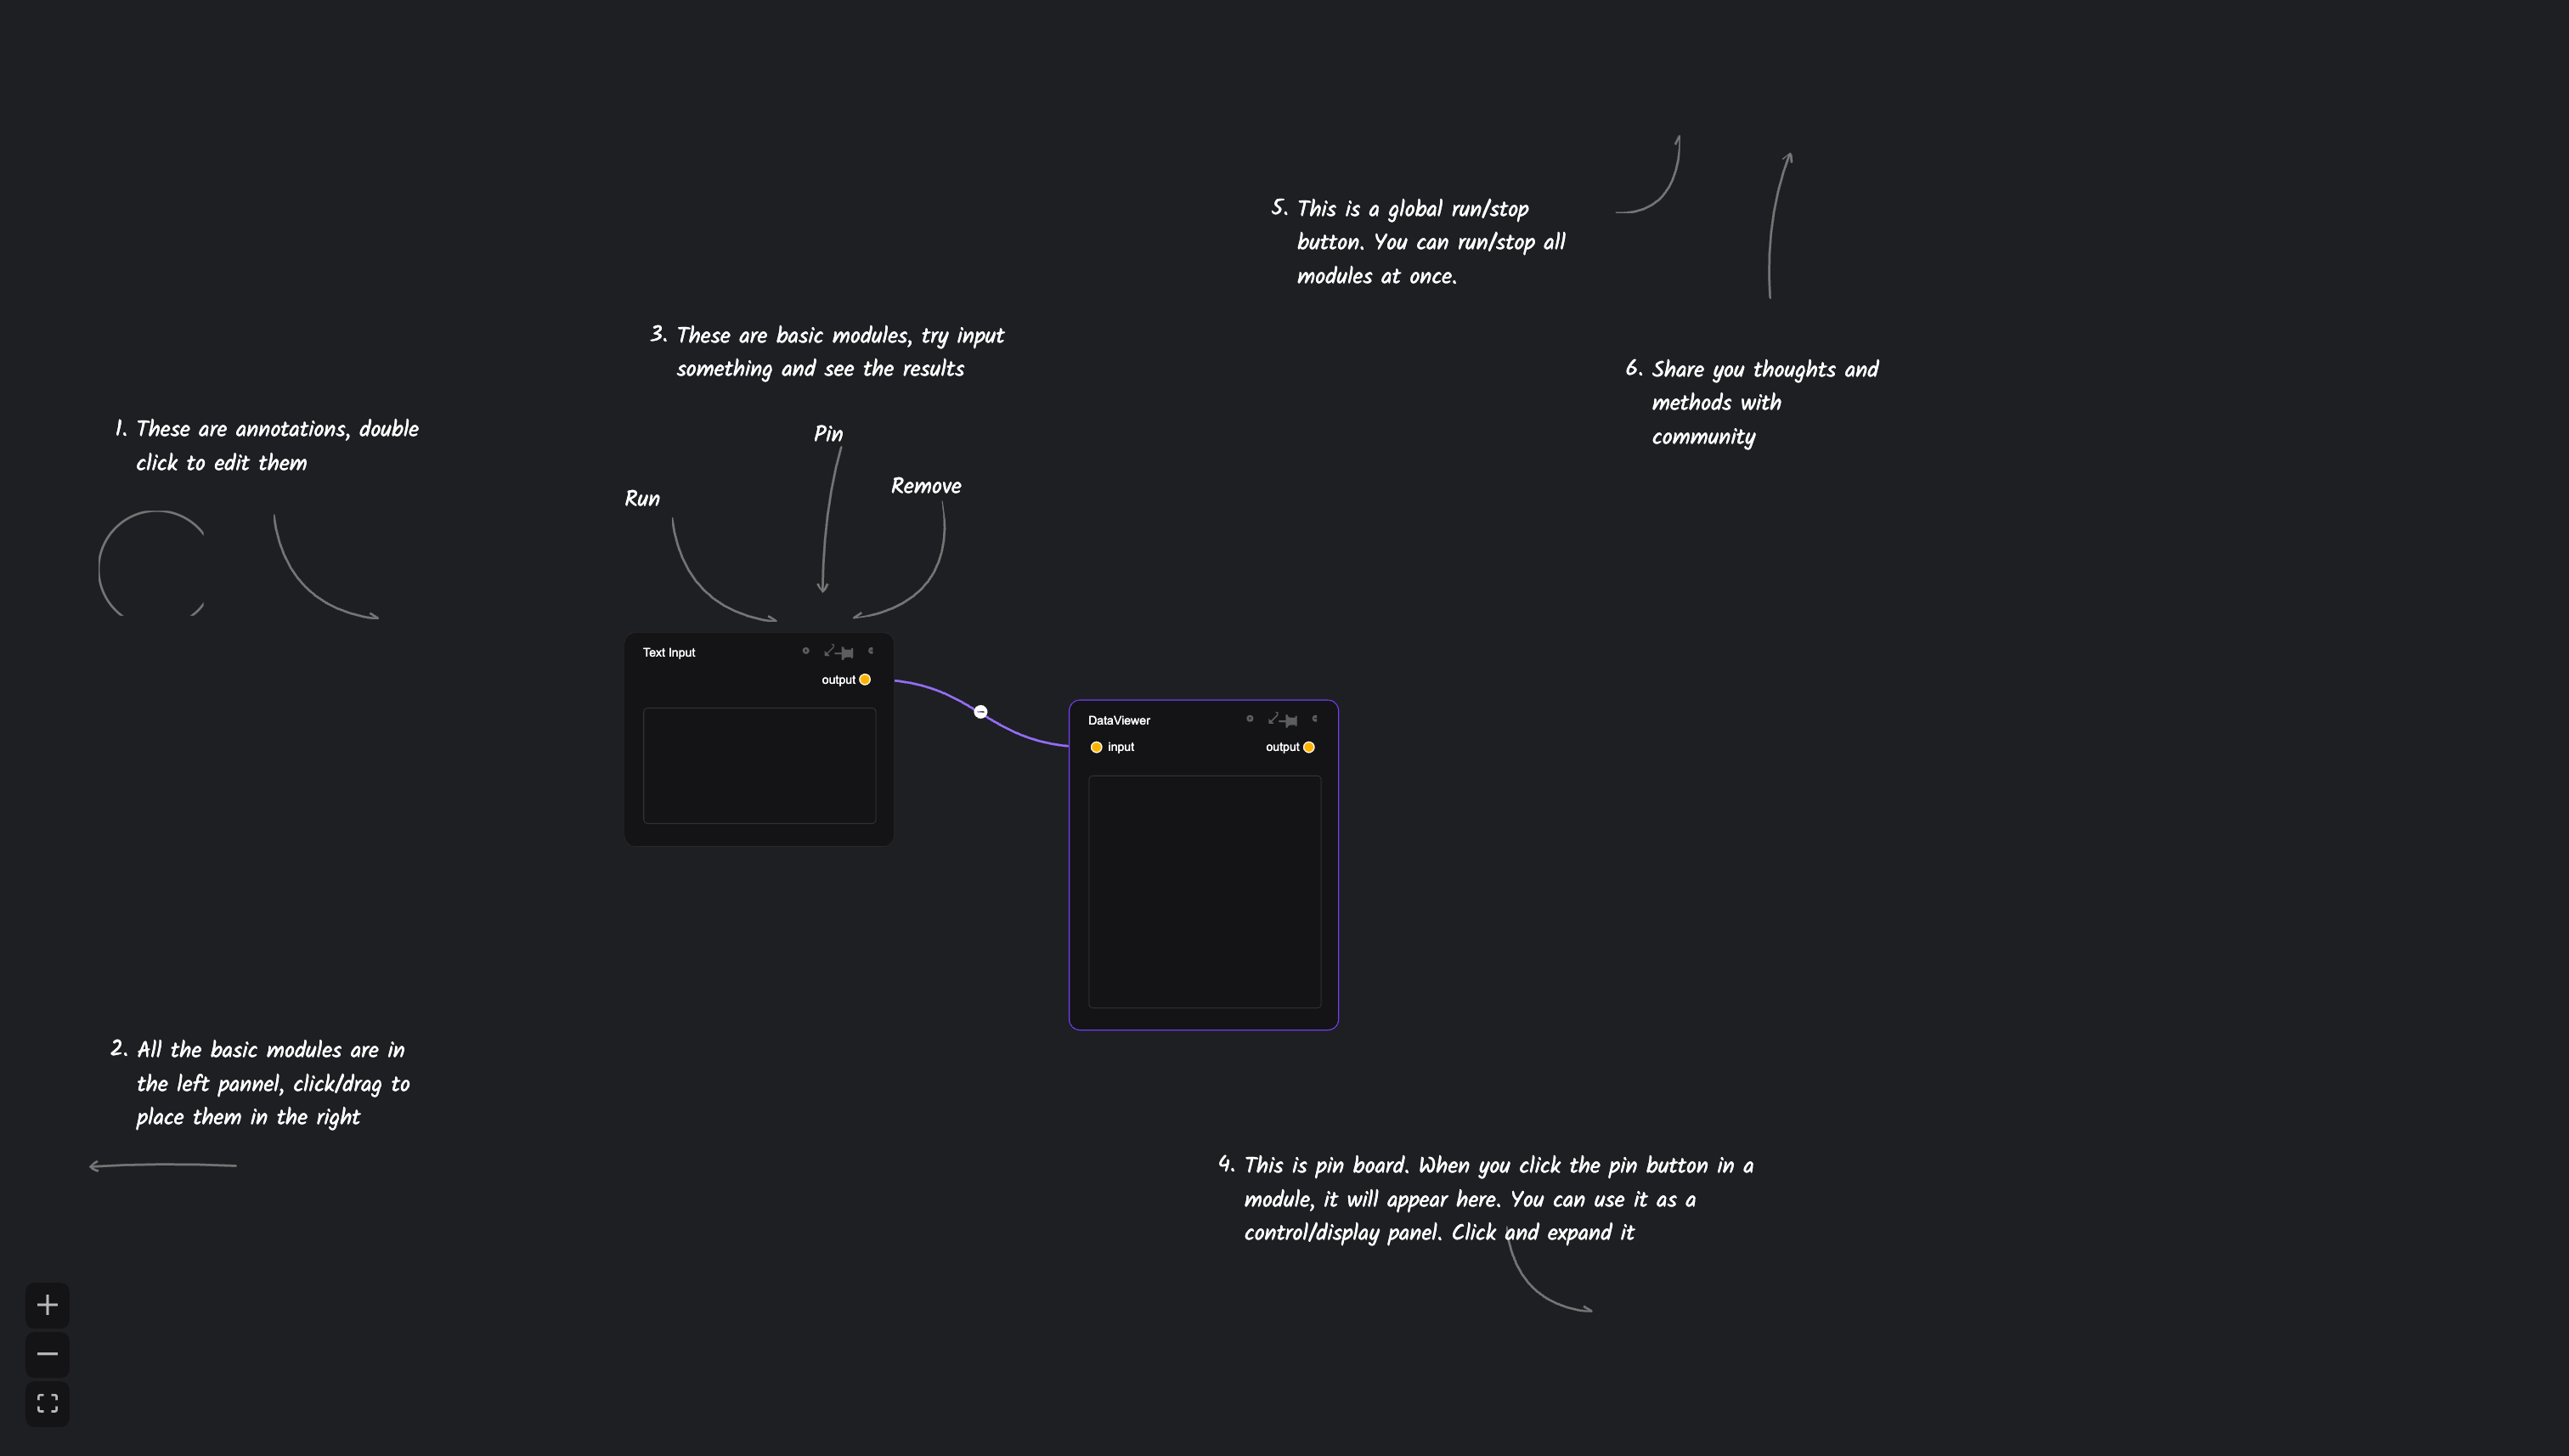 1. These are annotations, double
click to edit them
2. All the basic modules are in
the left pannel, click/drag to
place them in the right
3. These are basic modules, try input
something and see the results
Pin
Run
Remove
Text Input
output
DataViewer
input
output
4. This is pin board. When you click the pin button in a
module, it will appear here. You can use it as a
control/display panel. Click and expand it
5. This is a global run/stop
button. You can run/stop all
modules at once.
6. Share you thoughts and
methods with
community